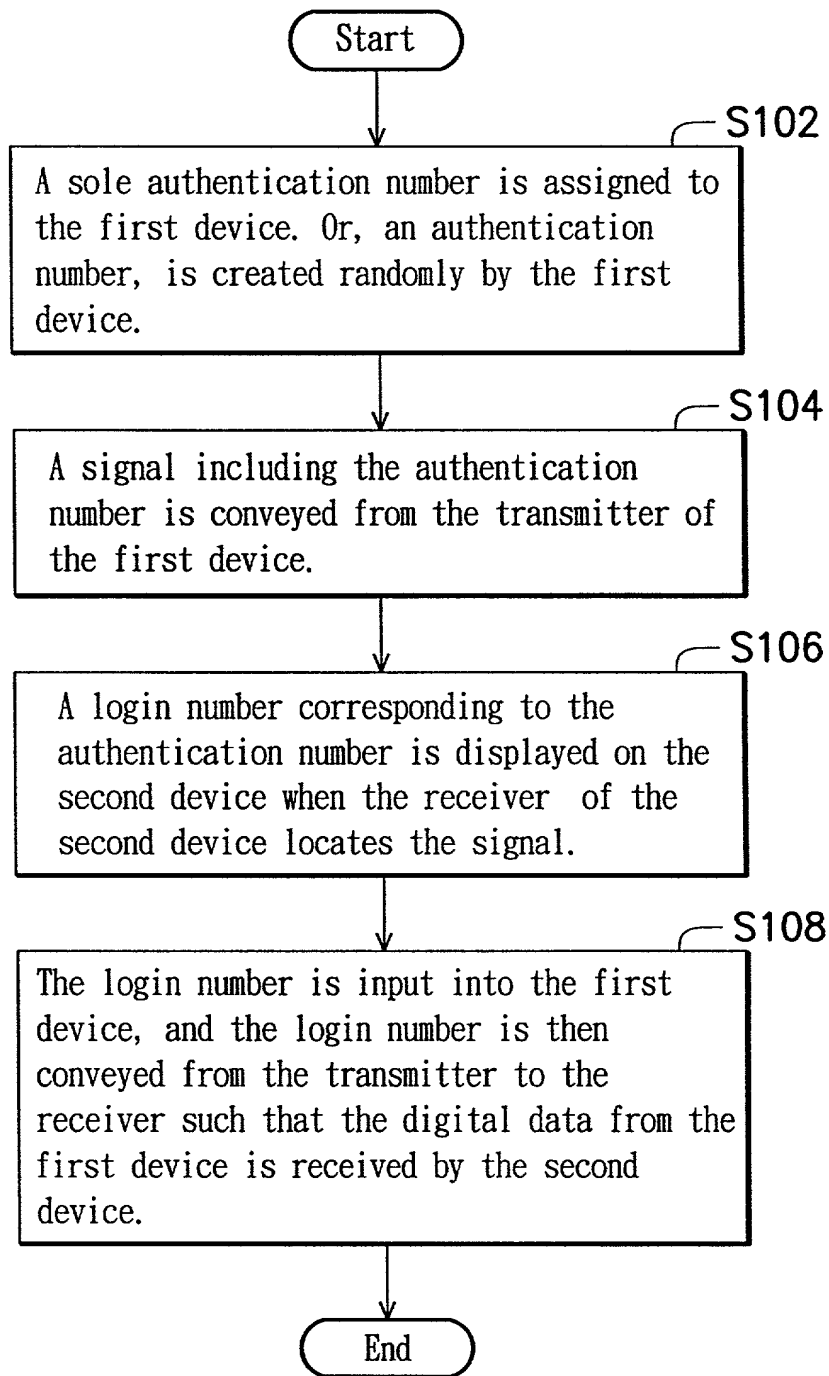 Start
S102
A sole authentication number is assigned to
the first device. Or, an authentication
number, is created randomly by the first
device.
S104
A signal including the authentication
number is conveyed from the transmitter of
the first device.
S106
A login number corresponding to the
authentication number is displayed on the
second device when the receiver of the
second device locates the signal.
S108
The login number is input into the first
device, and the login number is then
conveyed from the transmitter to the
receiver such that the digital data from the
first device is received by the second
device.
End